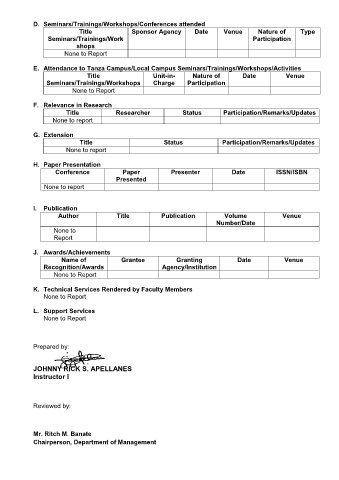 D. Seminars/Trainings/Workshops/Conferences attended
Title Seminars/Trainings/Workshops Sponsor Agency Date Venue Nature of Participation Type
None to Report
E. Attendance to Tanza Campus/Local Campus Seminars/Trainings/Workshops/Activities
Title Seminars/Trainings/Workshops Unit-in-Charge Nature of Participation Date Venue
None to Report
F. Relevance in Research
Title Researcher Status Participation/Remarks/Updates
None to report
G. Extension
Title Status Participation/Remarks/Updates
None to report
H. Paper Presentation
Conference Paper Presented Presenter Date ISSN/ISBN
None to report
I. Publication
Author Title Publication Volume Number/Date Venue
None to Report
J. Awards/Achievements
Name of Recognition/Awards Grantee Granting Agency/Institution Date Venue
None to Report
K. Technical Services Rendered by Faculty Members
None to Report
L. Support Services
None to Report
Prepared by:
JOHNNY RICK S. APELLANES
Instructor I
Reviewed by:
Mr. Ritch M. Banate
Chairperson, Department of Management